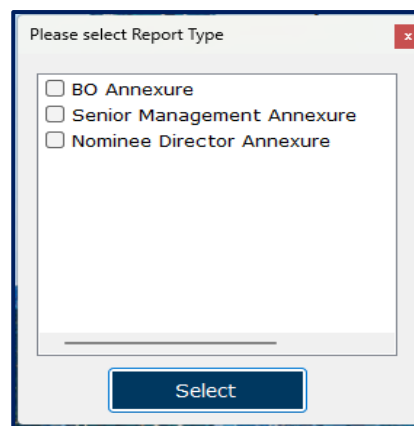 Please select Report Type
x
BO Annexure
Senior Management Annexure
Nominee Director Annexure
Select